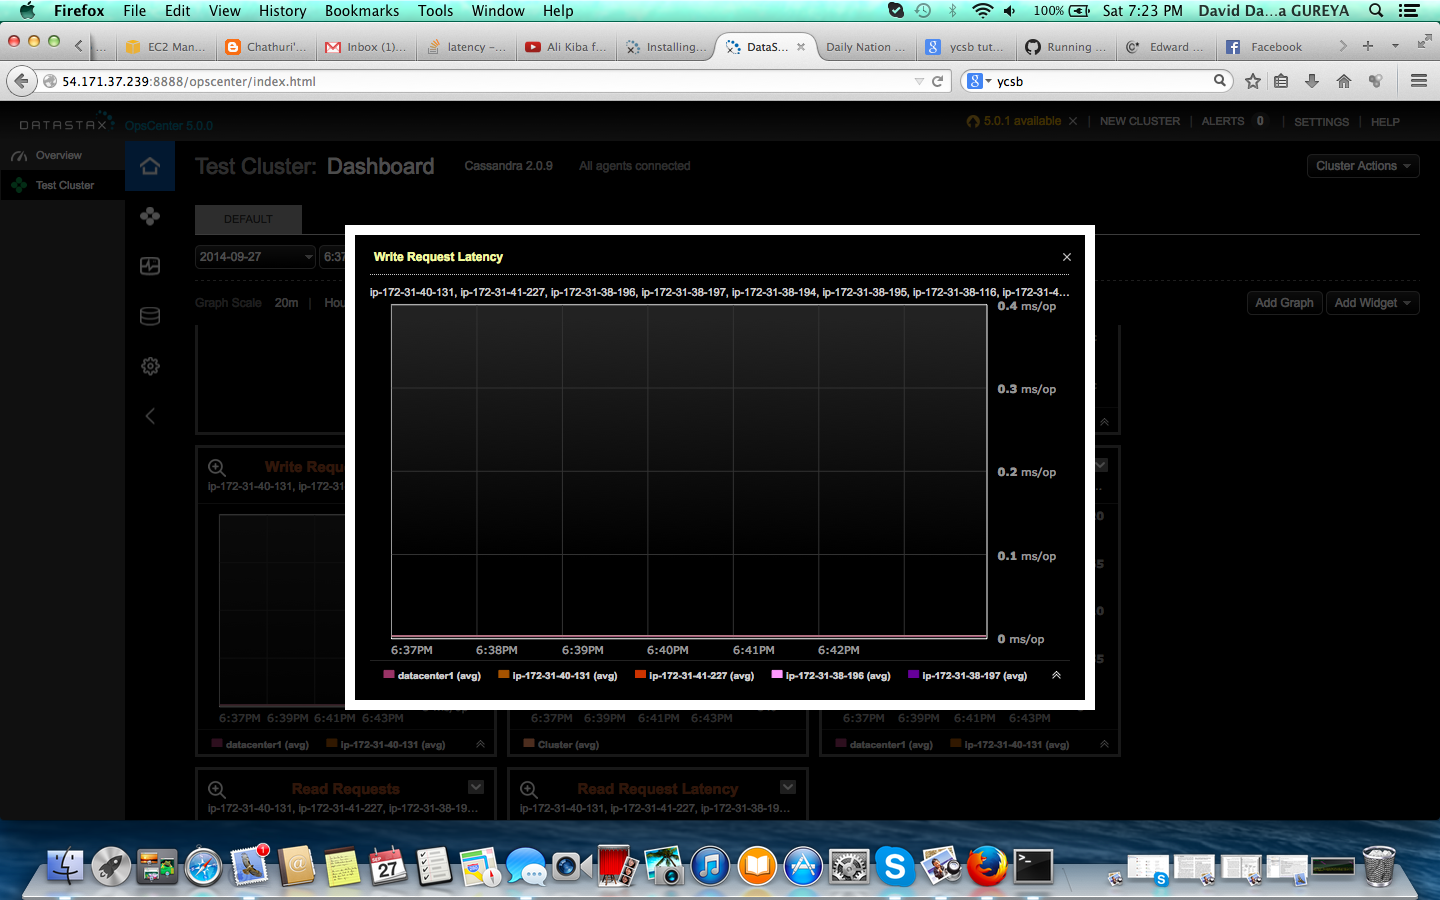 Firefox File Edit View History Bookmarks Tools Window Help 100% Sat 7:23 PM David Da...a GUREYA
... EC2 Man... Chathuri'... Inbox (1)... latency –... Ali Kiba f... Installing... DataS... Daily Nation ... ycsb tut... Running ... Edward ... Facebook
54.171.37.239:8888/opscenter/index.html ycsb
DATASTAX OpsCenter 5.0.0 5.0.1 available × | NEW CLUSTER | ALERTS 0 | SETTINGS | HELP
Overview
Test Cluster
Test Cluster: Dashboard Cassandra 2.0.9 All agents connected Cluster Actions
DEFAULT
2014-09-27 6:37
Graph Scale 20m | Hou
Add Graph Add Widget
Write Request Latency ×
ip-172-31-40-131, ip-172-31-41-227, ip-172-31-38-196, ip-172-31-38-197, ip-172-31-38-194, ip-172-31-38-195, ip-172-31-38-116, ip-172-31-4...
0.4 ms/op
0.3 ms/op
0.2 ms/op
0.1 ms/op
0 ms/op
6:37PM 6:38PM 6:39PM 6:40PM 6:41PM 6:42PM
datacenter1 (avg) ip-172-31-40-131 (avg) ip-172-31-41-227 (avg) ip-172-31-38-196 (avg) ip-172-31-38-197 (avg)
Write Requ
ip-172-31-40-131, ip-172-31
6:37PM 6:39PM 6:41PM 6:43PM
datacenter1 (avg) ip-172-31-40-131 (avg)
6:37PM 6:39PM 6:41PM 6:43PM
Cluster (avg)
6:37PM 6:39PM 6:41PM 6:43PM
datacenter1 (avg) ip-172-31-40-131 (avg)
Read Requests
ip-172-31-40-131, ip-172-31-41-227, ip-172-31-38-19...
Read Request Latency
ip-172-31-40-131, ip-172-31-41-227, ip-172-31-38-19...
SEP
27
1